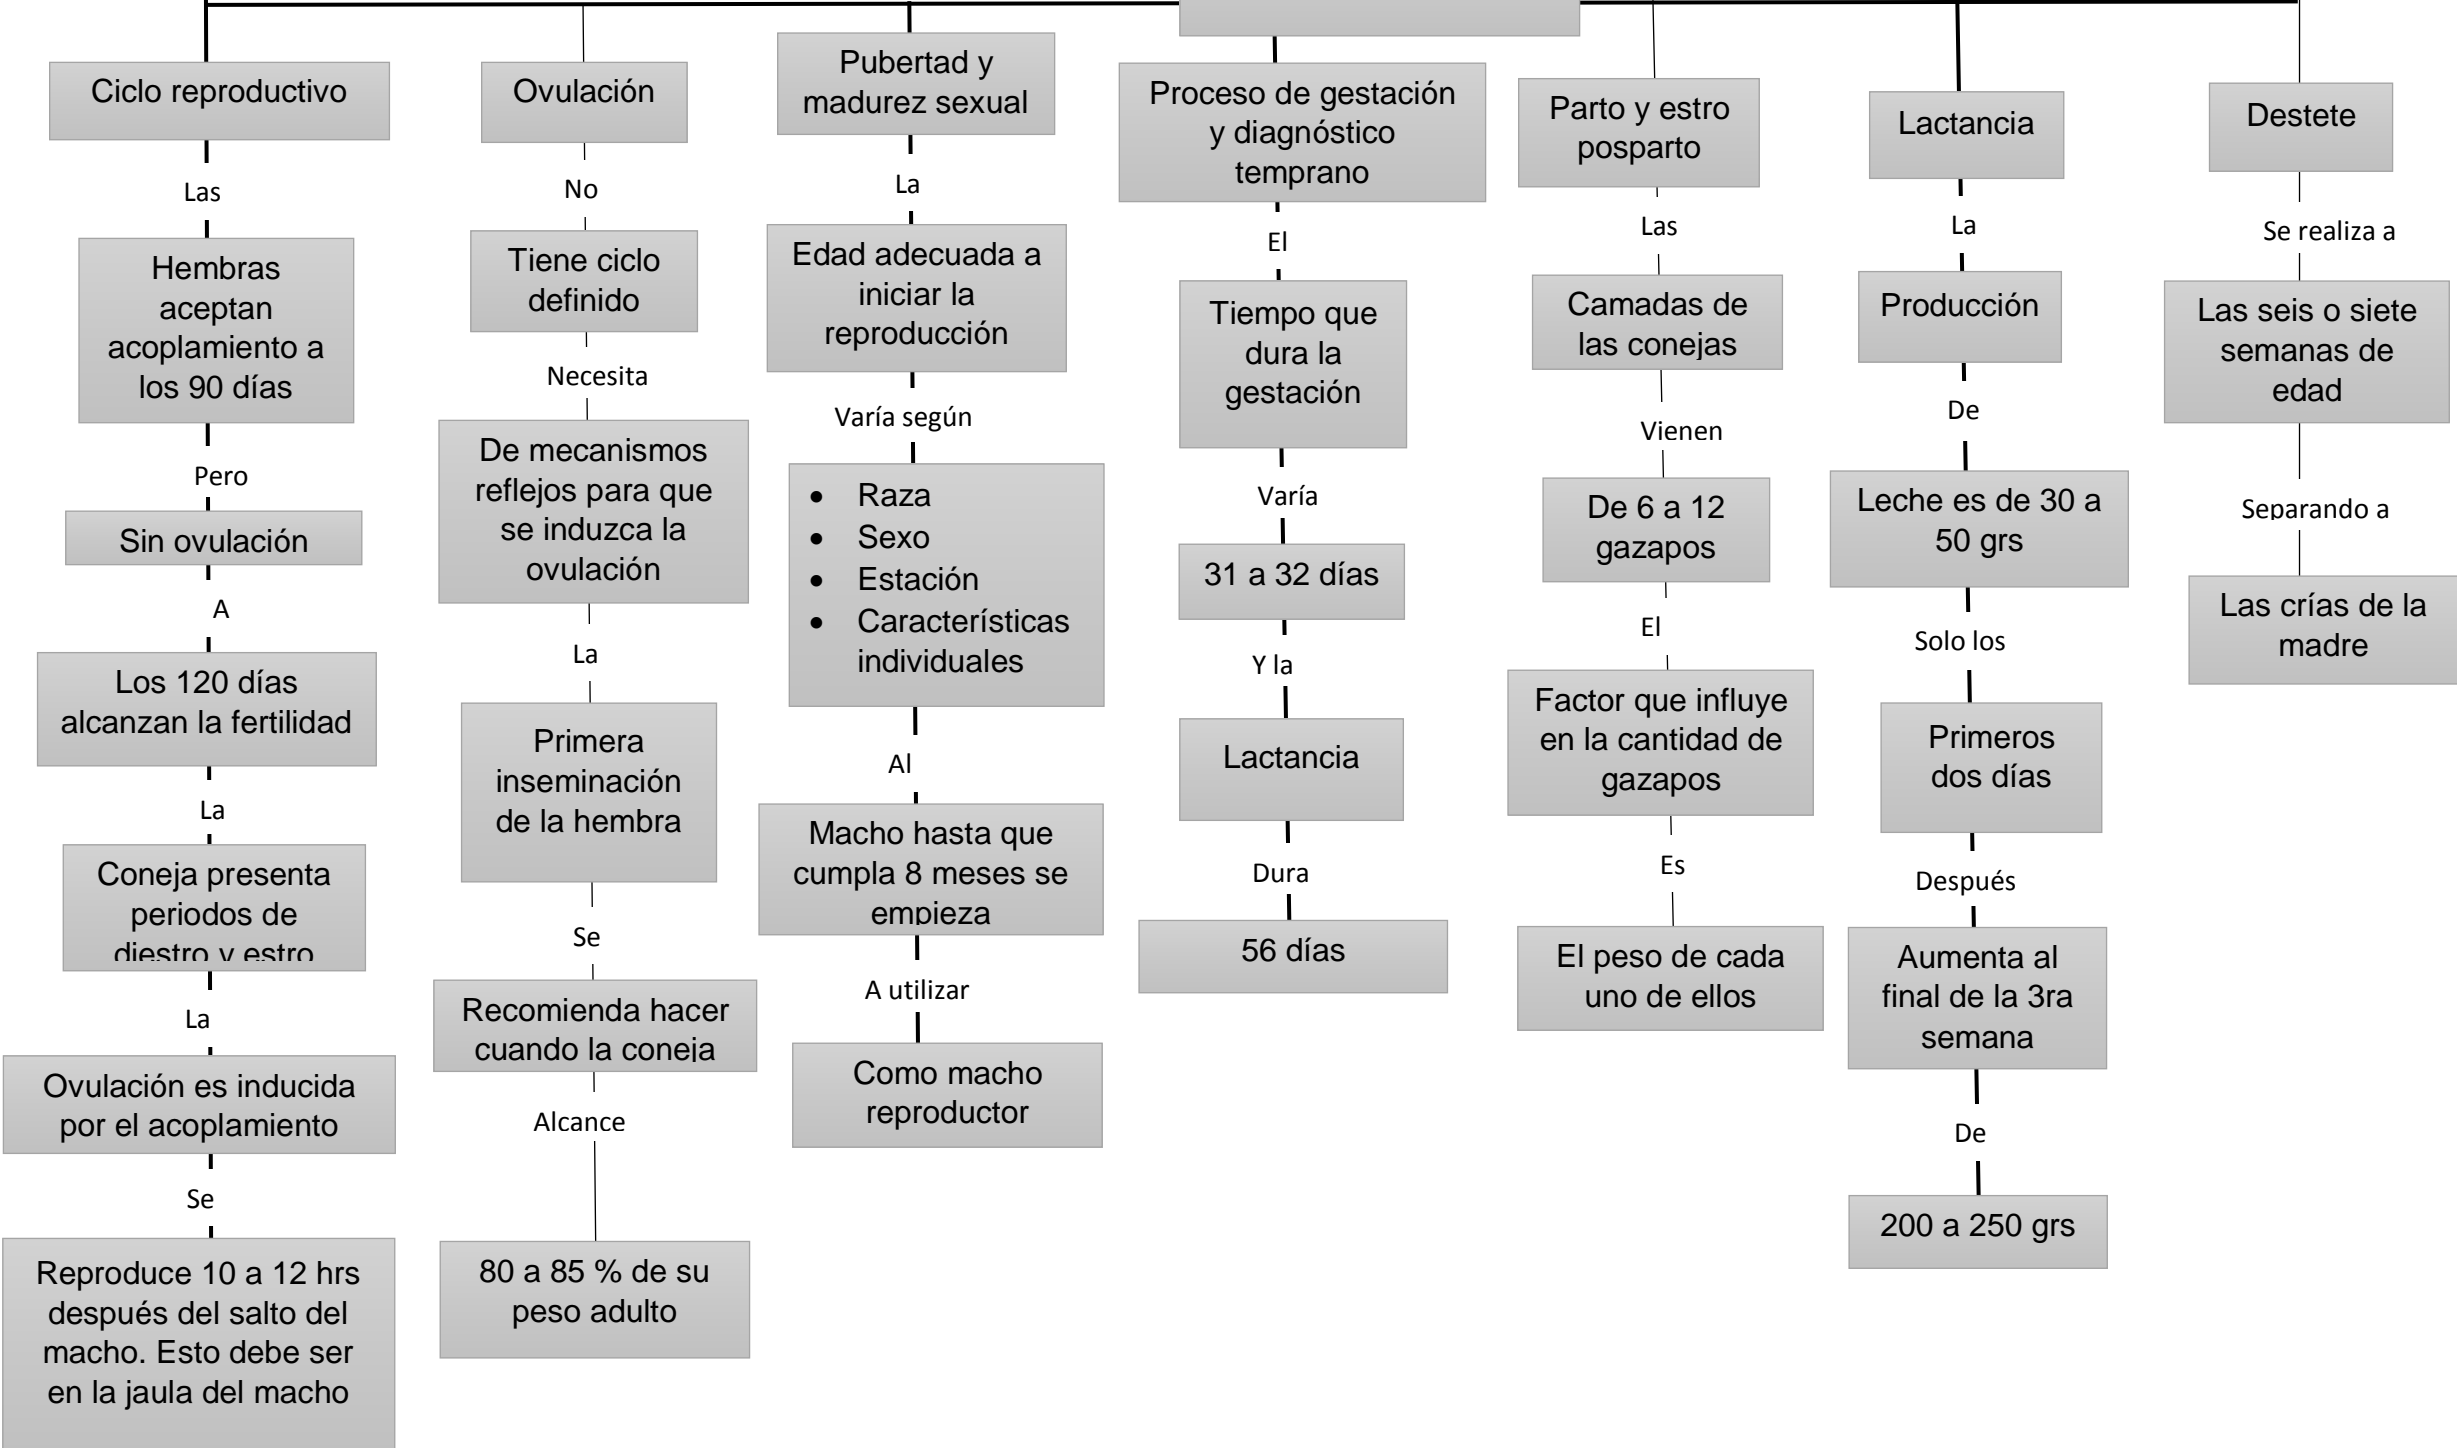 Ciclo reproductivo
Las
Hembras
aceptan
acoplamiento a
los 90 días
Pero
Sin ovulación
A
Los 120 días
alcanzan la fertilidad
La
Coneja presenta
periodos de
diestro y estro
La
Ovulación es inducida
por el acoplamiento
Se
Reproduce 10 a 12 hrs
después del salto del
macho. Esto debe ser
en la jaula del macho
Ovulación
No
Tiene ciclo
definido
Necesita
De mecanismos
reflejos para que
se induzca la
ovulación
La
Primera
inseminación
de la hembra
Se
Recomienda hacer
cuando la coneja
Alcance
80 a 85 % de su
peso adulto
Pubertad y
madurez sexual
La
Edad adecuada a
iniciar la
reproducción
Varía según
• Raza
• Sexo
• Estación
• Características
individuales
Al
Macho hasta que
cumpla 8 meses se
empieza
A utilizar
Como macho
reproductor
Proceso de gestación
y diagnóstico
temprano
El
Tiempo que
dura la
gestación
Varía
31 a 32 días
Y la
Lactancia
Dura
56 días
Parto y estro
posparto
Las
Camadas de
las conejas
Vienen
De 6 a 12
gazapos
El
Factor que influye
en la cantidad de
gazapos
Es
El peso de cada
uno de ellos
Lactancia
La
Producción
De
Leche es de 30 a
50 grs
Solo los
Primeros
dos días
Después
Aumenta al
final de la 3ra
semana
De
200 a 250 grs
Destete
Se realiza a
Las seis o siete
semanas de
edad
Separando a
Las crías de la
madre